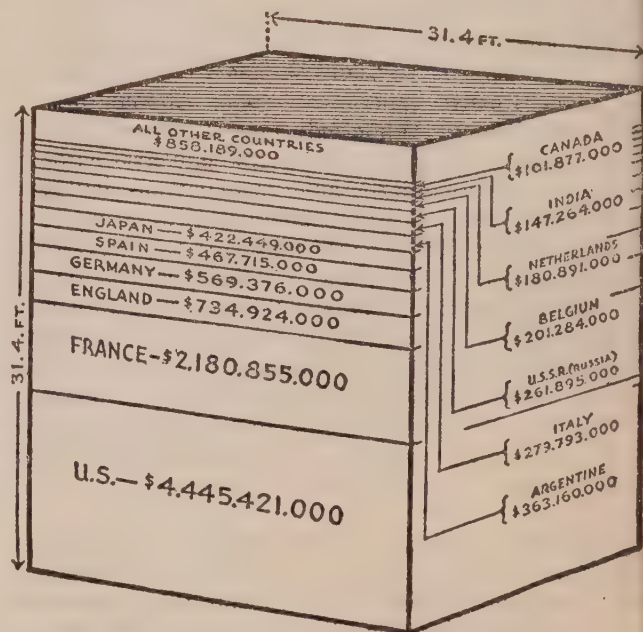 31.4 FT.
ALL OTHER COUNTRIES
$858.189.000
JAPAN — $422.449.000
SPAIN — $467.715.000
GERMANY — $569.376.000
ENGLAND — $734.924.000
FRANCE — $2.180.855.000
U.S. — $4.445.421.000
31.4 FT.
CANADA
$101.877.000
INDIA
$147.264.000
NETHERLANDS
$180.891.000
BELGIUM
$201.284.000
U.S.S.R. (RUSSIA)
$261.895.000
ITALY
$279.793.000
ARGENTINE
$363.160.000